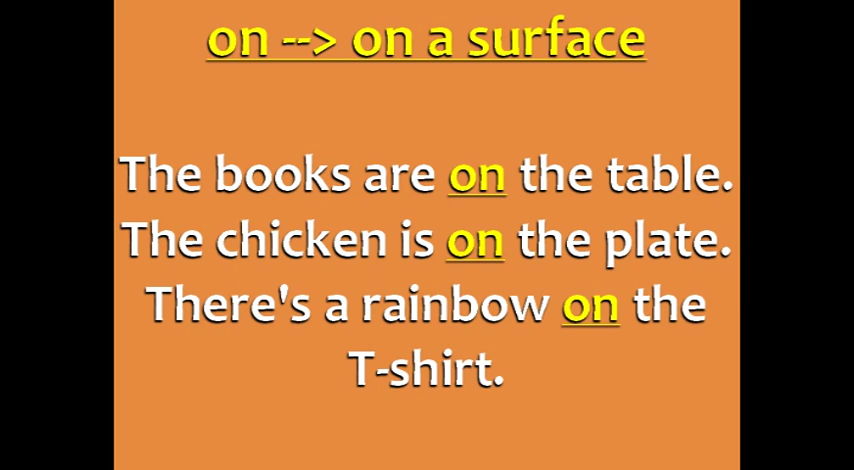 on --> on a surface
The books are on the table.
The chicken is on the plate.
There's a rainbow on the
T-shirt.